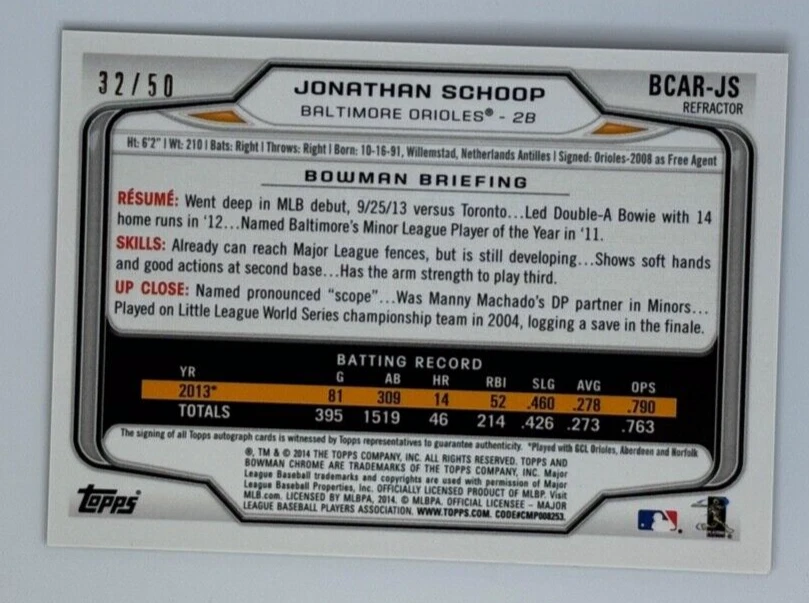 32/50
JONATHAN SCHOOP
BALTIMORE ORIOLES® - 2B
BCAR-JS
REFRACTOR
Ht: 6'2" | Wt: 210 | Bats: Right | Throws: Right | Born: 10-16-91, Willemstad, Netherlands Antilles | Signed: Orioles-2008 as Free Agent
BOWMAN BRIEFING
RÉSUMÉ: Went deep in MLB debut, 9/25/13 versus Toronto...Led Double-A Bowie with 14
home runs in '12...Named Baltimore's Minor League Player of the Year in '11.
SKILLS: Already can reach Major League fences, but is still developing...Shows soft hands
and good actions at second base...Has the arm strength to play third.
UP CLOSE: Named pronounced "scope"...Was Manny Machado's DP partner in Minors...
Played on Little League World Series championship team in 2004, logging a save in the finale.
BATTING RECORD
YR G AB HR RBI SLG AVG OPS
2013* 81 309 14 52 .460 .278 .790
TOTALS 395 1519 46 214 .426 .273 .763
The signing of all Topps autograph cards is witnessed by Topps representatives to guarantee authenticity. *Played with GCL Orioles, Aberdeen and Norfolk
®, TM & © 2014 THE TOPPS COMPANY, INC. ALL RIGHTS RESERVED. TOPPS AND
BOWMAN CHROME ARE TRADEMARKS OF THE TOPPS COMPANY, INC. Major
League Baseball trademarks and copyrights are used with permission of Major
League Baseball Properties, Inc. OFFICIALLY LICENSED PRODUCT OF MLBP. Visit
MLB.com. LICENSED BY MLBPA, 2014. © MLBPA. OFFICIAL LICENSEE – MAJOR
LEAGUE BASEBALL PLAYERS ASSOCIATION. WWW.TOPPS.COM. CODE#CMP008253.
Topps